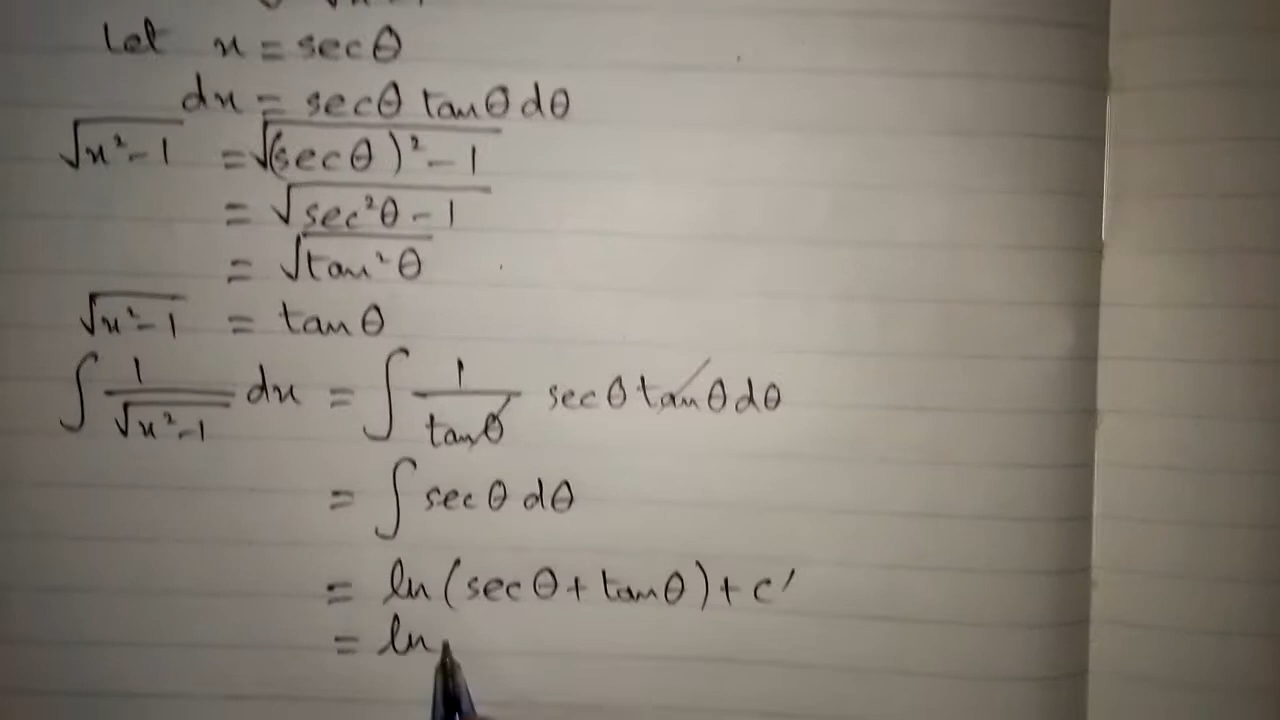 Let x = secθ
dx = secθ tanθ dθ
√x²-1 = √(secθ)²-1
= √sec²θ-1
= √tan²θ
√x²-1 = tanθ
∫ 1/√x²-1 dx = ∫ 1/tanθ secθ tanθ dθ
= ∫ secθ dθ
= ln(secθ + tanθ) + c'
= ln